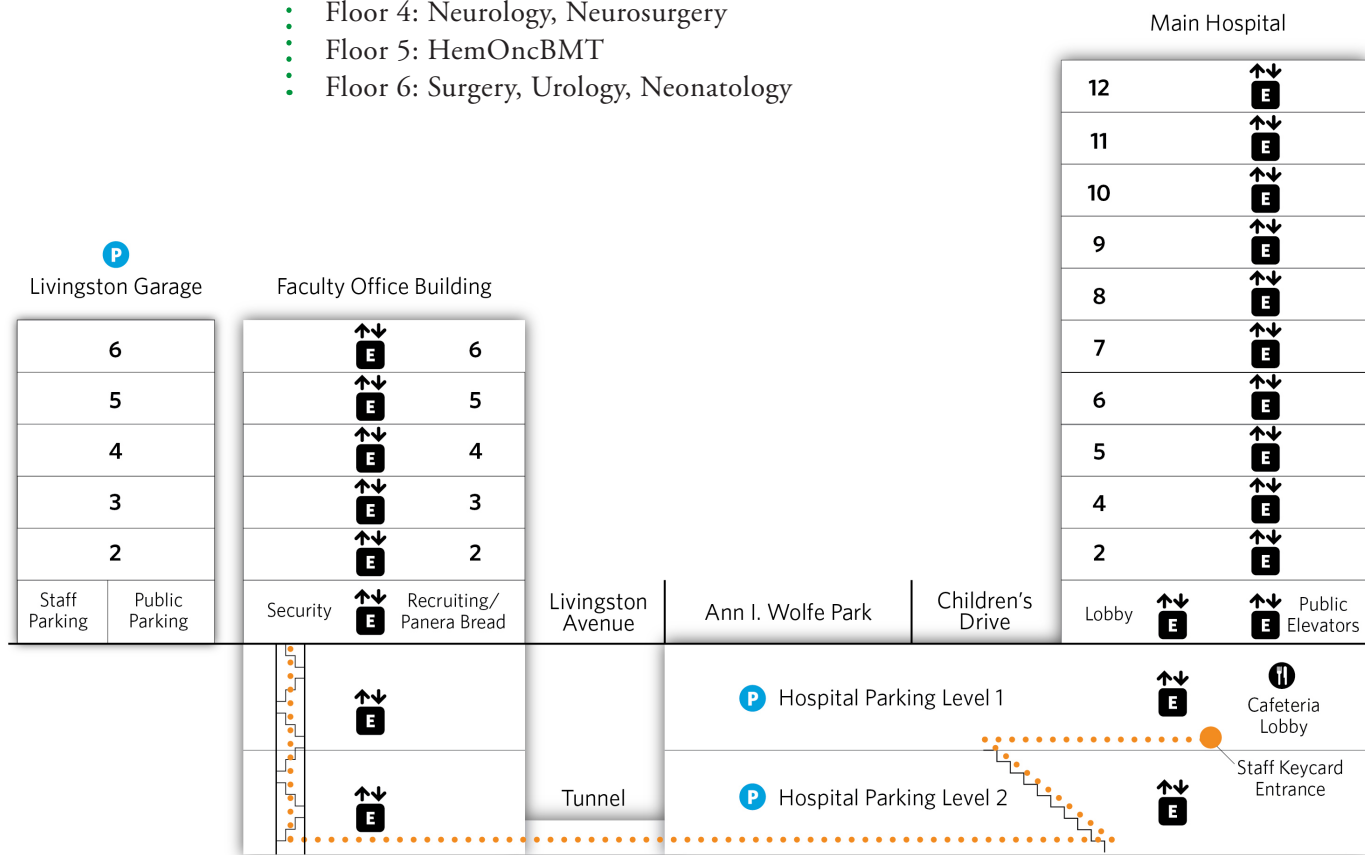 Floor 4: Neurology, Neurosurgery
Floor 5: HemOncBMT
Floor 6: Surgery, Urology, Neonatology
Main Hospital
12 E
11 E
10 E
9 E
8 E
7 E
6 E
5 E
4 E
2 E
Lobby E E Public
Elevators
P
Livingston Garage
6
5
4
3
2
Staff
Parking
Public
Parking
Faculty Office Building
E 6
E 5
E 4
E 3
E 2
Security E Recruiting/
Panera Bread
Livingston
Avenue
Ann I. Wolfe Park
Children's
Drive
E
P Hospital Parking Level 1
E
Cafeteria
Lobby
Staff Keycard
Entrance
E
Tunnel
P Hospital Parking Level 2
E